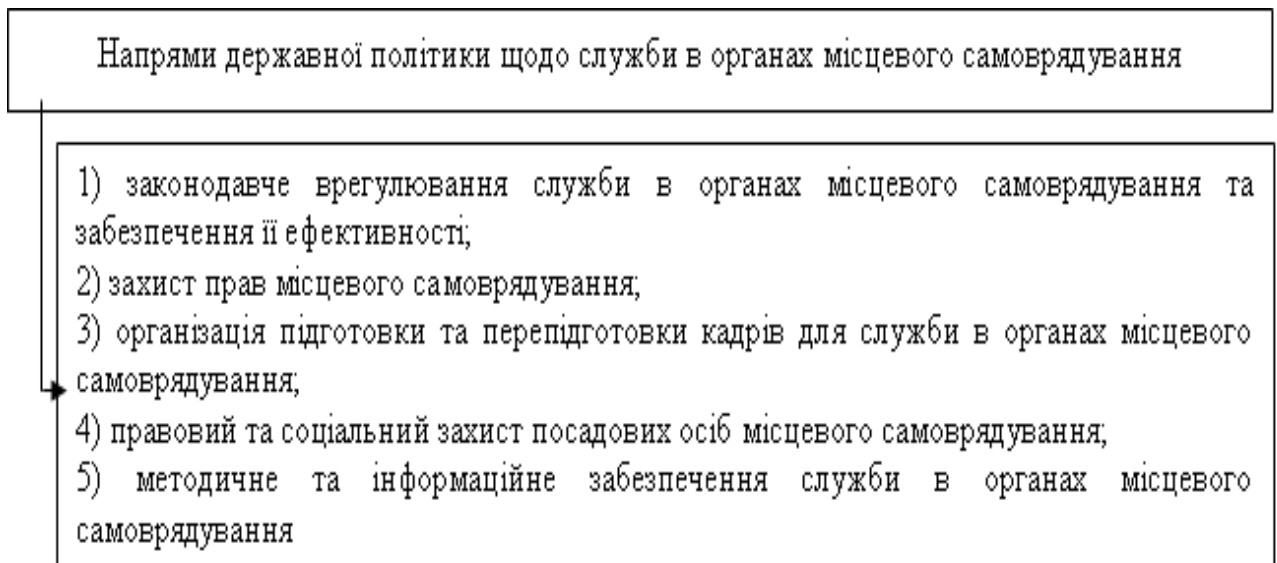 Напрями державної політики щодо служби в органах місцевого самоврядування
1) законодавче врегулювання служби в органах місцевого самоврядування та
забезпечення її ефективності;
2) захист прав місцевого самоврядування;
3) організація підготовки та перепідготовки кадрів для служби в органах місцевого
самоврядування;
4) правовий та соціальний захист посадових осіб місцевого самоврядування;
5) методичне та інформаційне забезпечення служби в органах місцевого
самоврядування